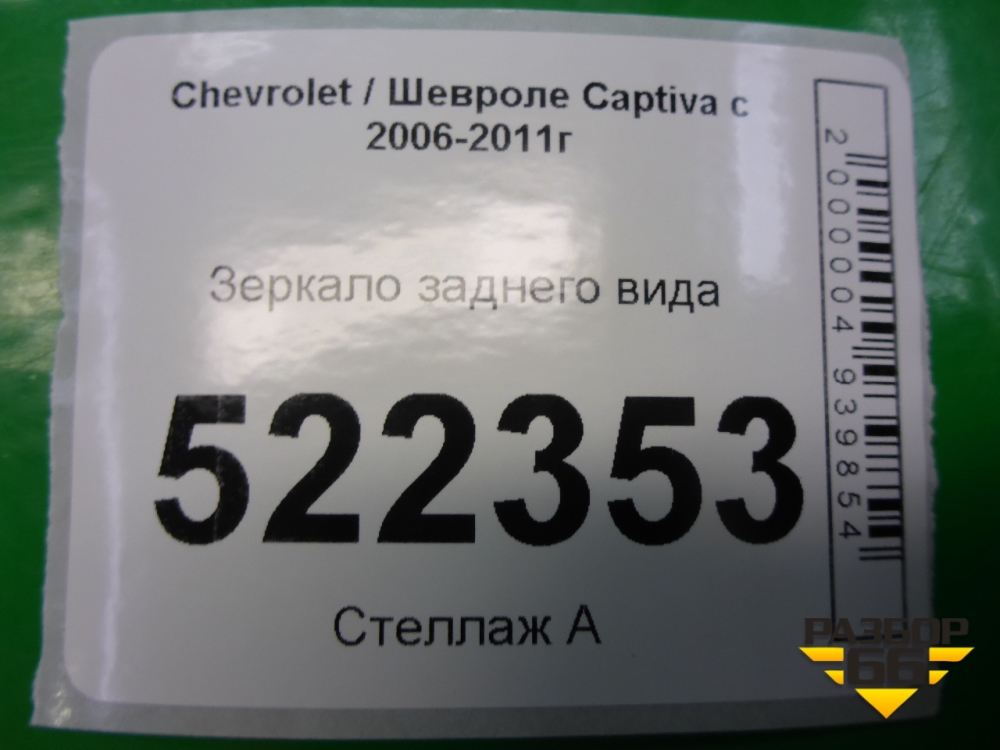 Chevrolet / Шевроле Captiva с
2006-2011г
Зеркало заднего вида
522353
Стеллаж А
2000004939854
РАЗБОР
66